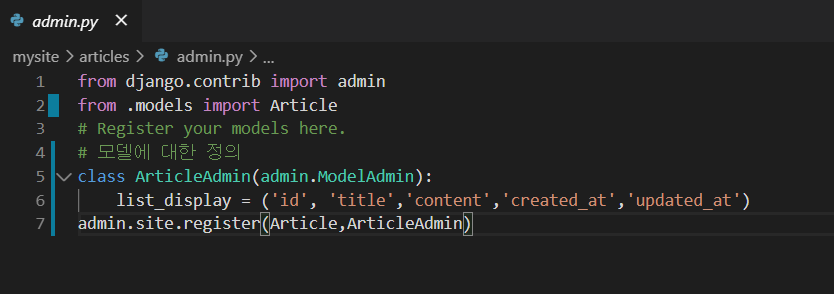 admin.py
mysite > articles > admin.py > ...
1 from django.contrib import admin
2 from .models import Article
3 # Register your models here.
4 # 모델에 대한 정의
5 class ArticleAdmin(admin.ModelAdmin):
6     list_display = ('id', 'title','content','created_at','updated_at')
7 admin.site.register(Article,ArticleAdmin)